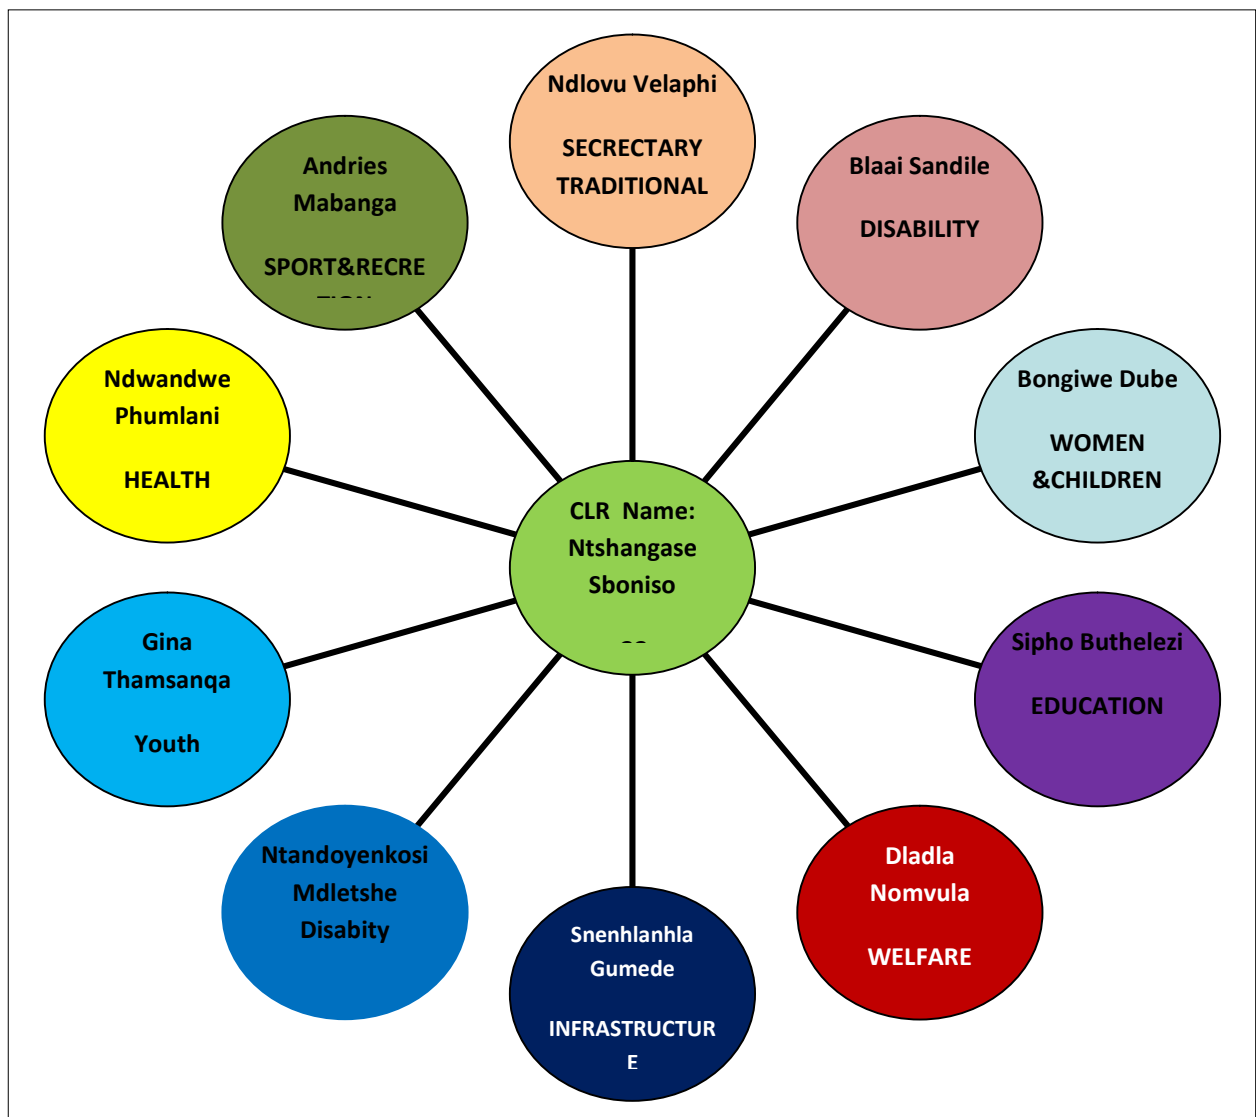 Ndlovu Velaphi
SECRECTARY
TRADITIONAL
Blaai Sandile
DISABILITY
Bongiwe Dube
WOMEN
&CHILDREN
Sipho Buthelezi
EDUCATION
Dladla
Nomvula
WELFARE
Snenhlanhla
Gumede
INFRASTRUCTUR
E
Ntandoyenkosi
Mdletshe
Disabity
Gina
Thamsanqa
Youth
Ndwandwe
Phumlani
HEALTH
Andries
Mabanga
SPORT&RECRE
TION
CLR Name:
Ntshangase
Sboniso